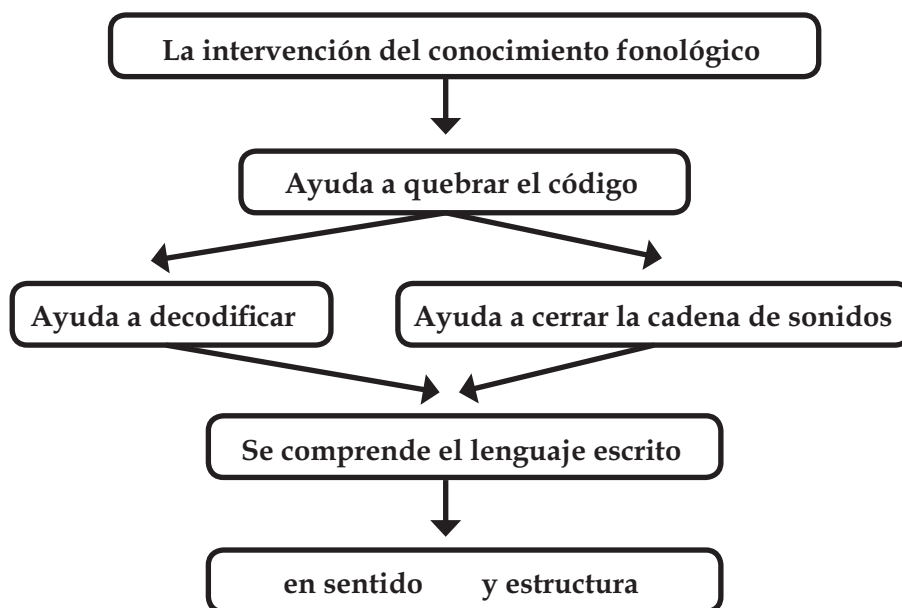 La intervención del conocimiento fonológico
Ayuda a quebrar el código
Ayuda a decodificar
Ayuda a cerrar la cadena de sonidos
Se comprende el lenguaje escrito
en sentido y estructura